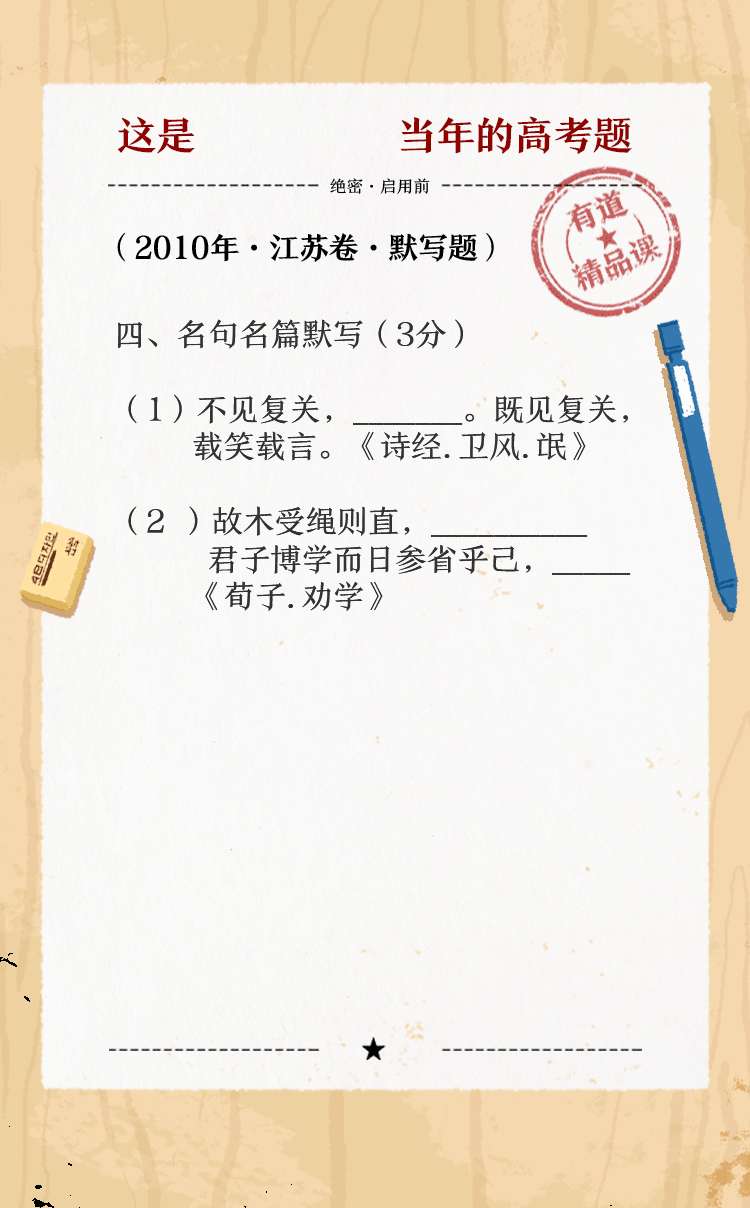 这是 当年的高考题
绝密·启用前
有道
精品课
（2010年·江苏卷·默写题）
四、名句名篇默写（3分）
（1）不见复关，_______。既见复关，
载笑载言。《诗经.卫风.氓》
（2 ）故木受绳则直，__________
君子博学而日参省乎己，_____
《荀子.劝学》